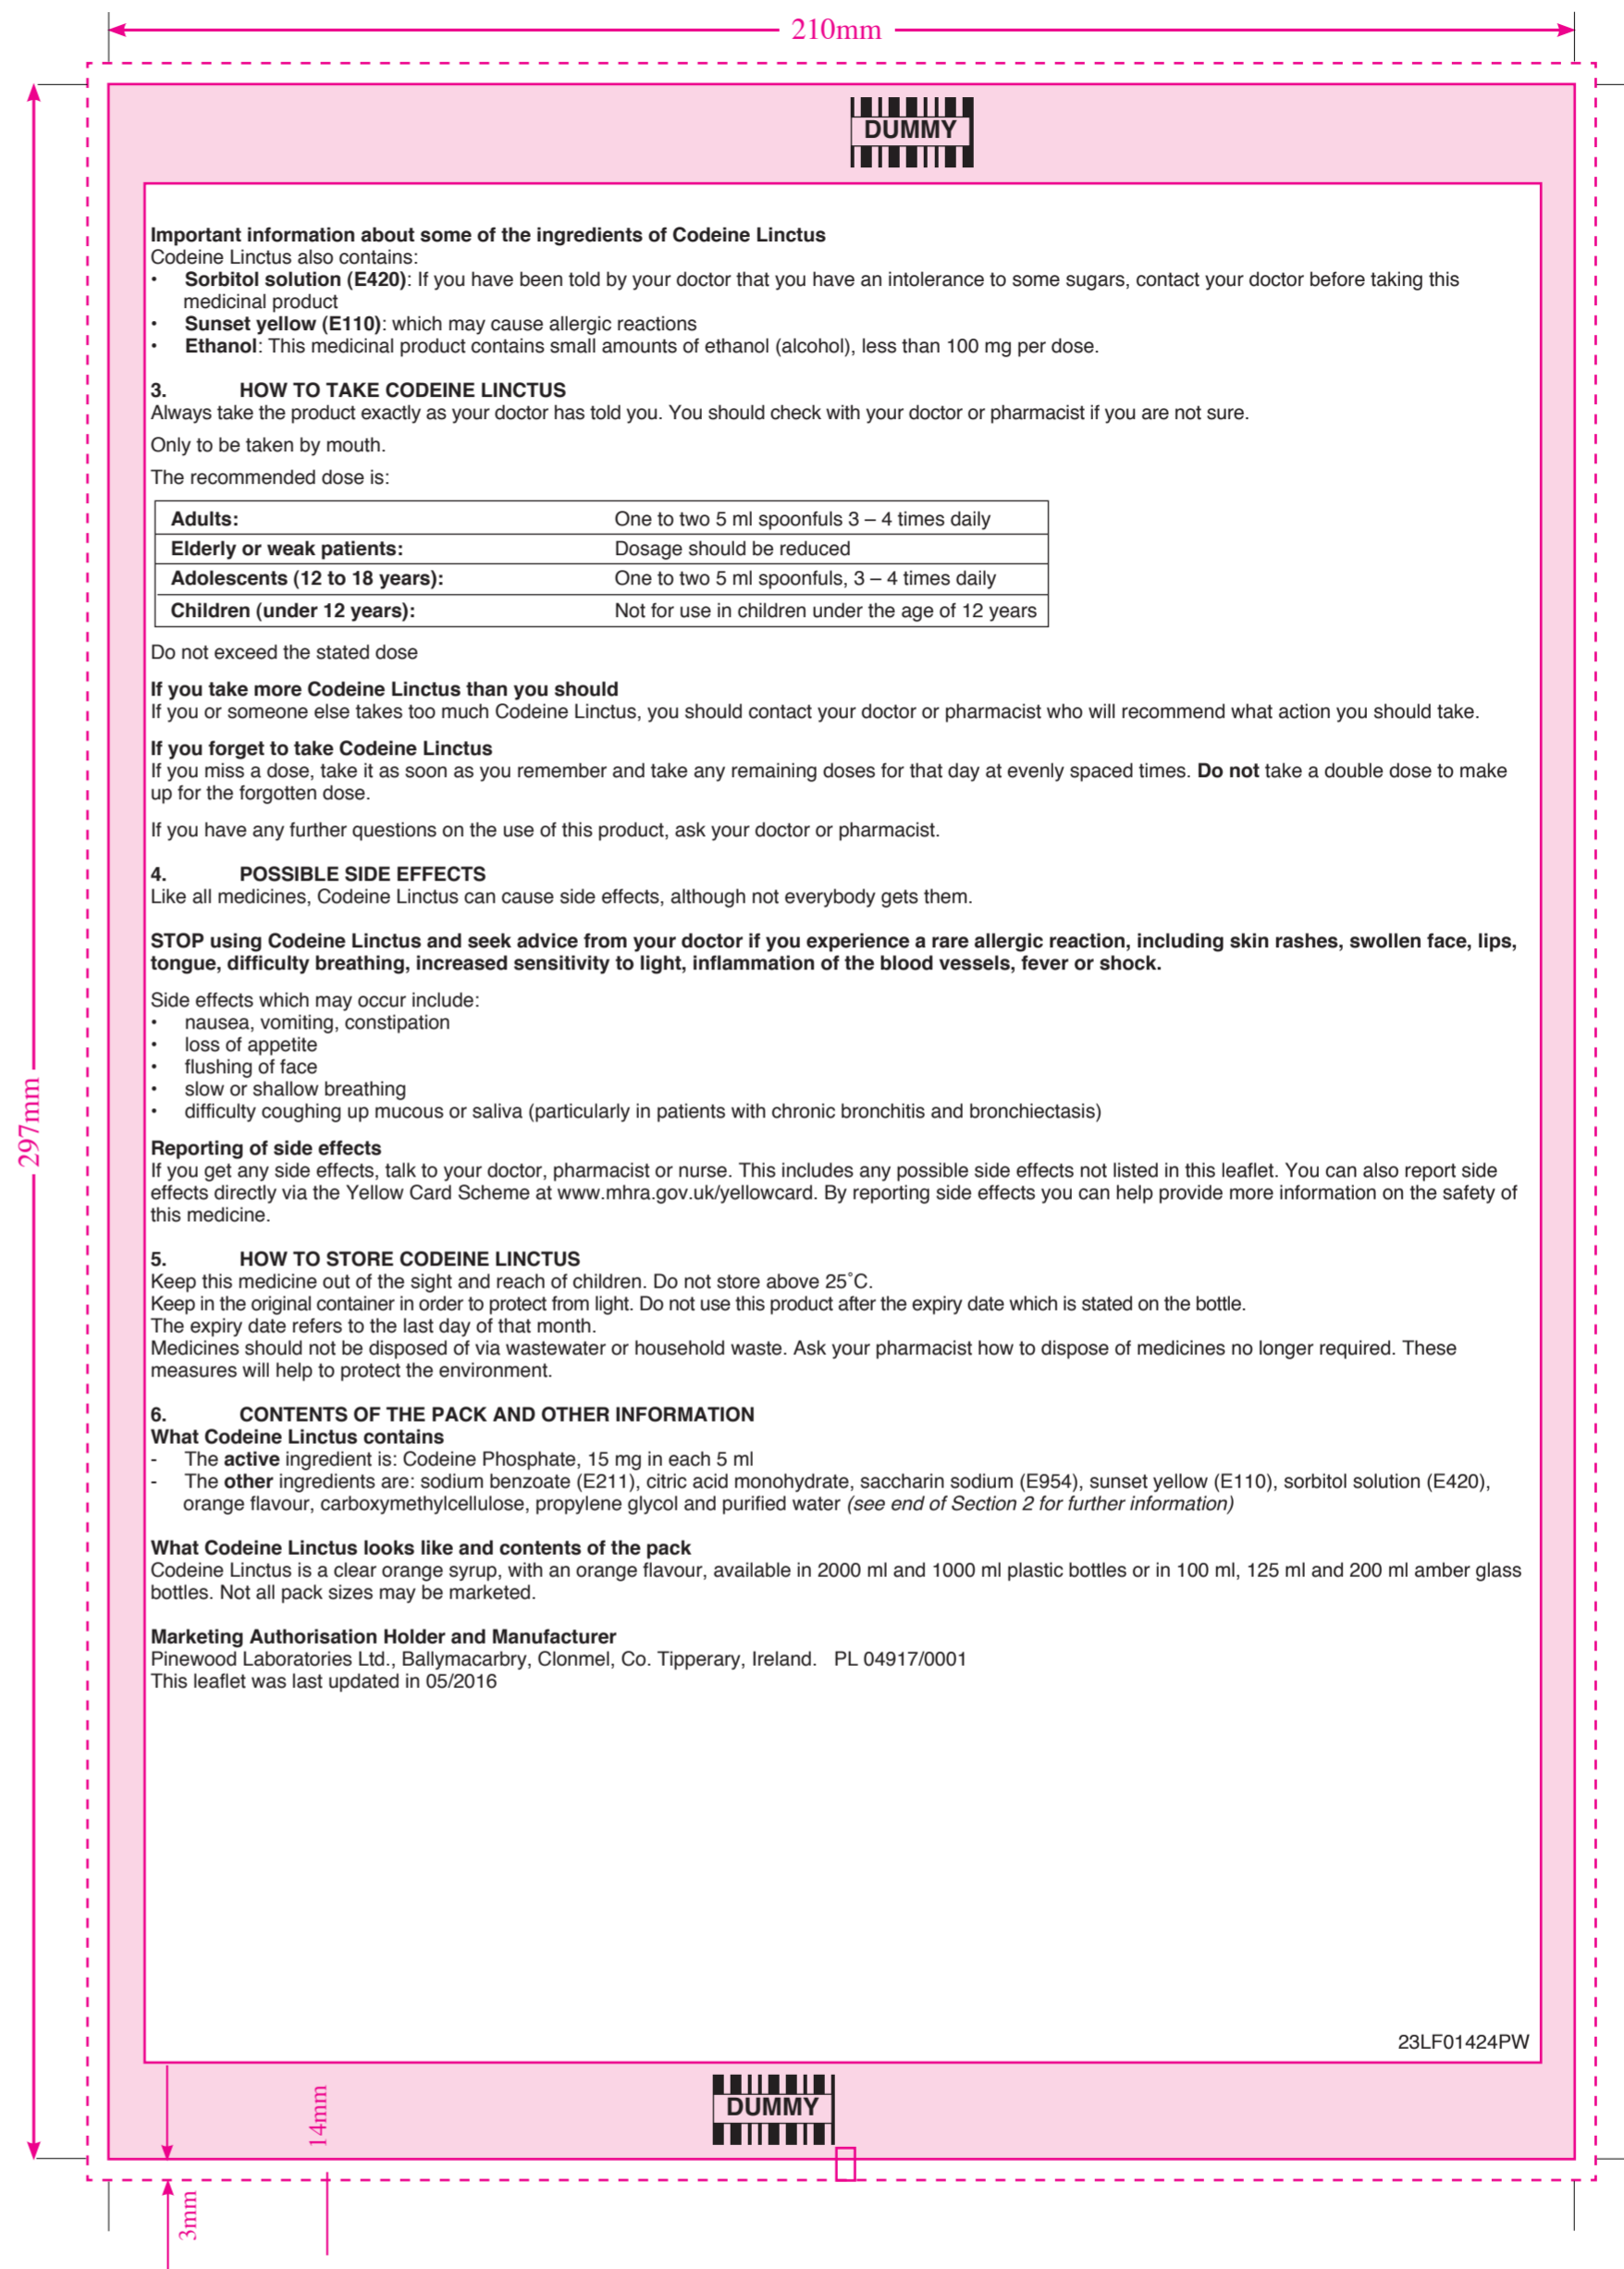 210mm
DUMMY
Important information about some of the ingredients of Codeine Linctus
Codeine Linctus also contains:
• Sorbitol solution (E420): If you have been told by your doctor that you have an intolerance to some sugars, contact your doctor before taking this
medicinal product
• Sunset yellow (E110): which may cause allergic reactions
• Ethanol: This medicinal product contains small amounts of ethanol (alcohol), less than 100 mg per dose.
3. HOW TO TAKE CODEINE LINCTUS
Always take the product exactly as your doctor has told you. You should check with your doctor or pharmacist if you are not sure.
Only to be taken by mouth.
The recommended dose is:
Adults: One to two 5 ml spoonfuls 3 – 4 times daily
Elderly or weak patients: Dosage should be reduced
Adolescents (12 to 18 years): One to two 5 ml spoonfuls, 3 – 4 times daily
Children (under 12 years): Not for use in children under the age of 12 years
Do not exceed the stated dose
If you take more Codeine Linctus than you should
If you or someone else takes too much Codeine Linctus, you should contact your doctor or pharmacist who will recommend what action you should take.
If you forget to take Codeine Linctus
If you miss a dose, take it as soon as you remember and take any remaining doses for that day at evenly spaced times. Do not take a double dose to make
up for the forgotten dose.
If you have any further questions on the use of this product, ask your doctor or pharmacist.
4. POSSIBLE SIDE EFFECTS
Like all medicines, Codeine Linctus can cause side effects, although not everybody gets them.
STOP using Codeine Linctus and seek advice from your doctor if you experience a rare allergic reaction, including skin rashes, swollen face, lips,
tongue, difficulty breathing, increased sensitivity to light, inflammation of the blood vessels, fever or shock.
Side effects which may occur include:
• nausea, vomiting, constipation
• loss of appetite
• flushing of face
• slow or shallow breathing
• difficulty coughing up mucous or saliva (particularly in patients with chronic bronchitis and bronchiectasis)
Reporting of side effects
If you get any side effects, talk to your doctor, pharmacist or nurse. This includes any possible side effects not listed in this leaflet. You can also report side
effects directly via the Yellow Card Scheme at www.mhra.gov.uk/yellowcard. By reporting side effects you can help provide more information on the safety of
this medicine.
5. HOW TO STORE CODEINE LINCTUS
Keep this medicine out of the sight and reach of children. Do not store above 25˚C.
Keep in the original container in order to protect from light. Do not use this product after the expiry date which is stated on the bottle.
The expiry date refers to the last day of that month.
Medicines should not be disposed of via wastewater or household waste. Ask your pharmacist how to dispose of medicines no longer required. These
measures will help to protect the environment.
6. CONTENTS OF THE PACK AND OTHER INFORMATION
What Codeine Linctus contains
- The active ingredient is: Codeine Phosphate, 15 mg in each 5 ml
- The other ingredients are: sodium benzoate (E211), citric acid monohydrate, saccharin sodium (E954), sunset yellow (E110), sorbitol solution (E420),
orange flavour, carboxymethylcellulose, propylene glycol and purified water (see end of Section 2 for further information)
What Codeine Linctus looks like and contents of the pack
Codeine Linctus is a clear orange syrup, with an orange flavour, available in 2000 ml and 1000 ml plastic bottles or in 100 ml, 125 ml and 200 ml amber glass
bottles. Not all pack sizes may be marketed.
Marketing Authorisation Holder and Manufacturer
Pinewood Laboratories Ltd., Ballymacarbry, Clonmel, Co. Tipperary, Ireland. PL 04917/0001
This leaflet was last updated in 05/2016
297mm
23LF01424PW
DUMMY
14mm
3mm